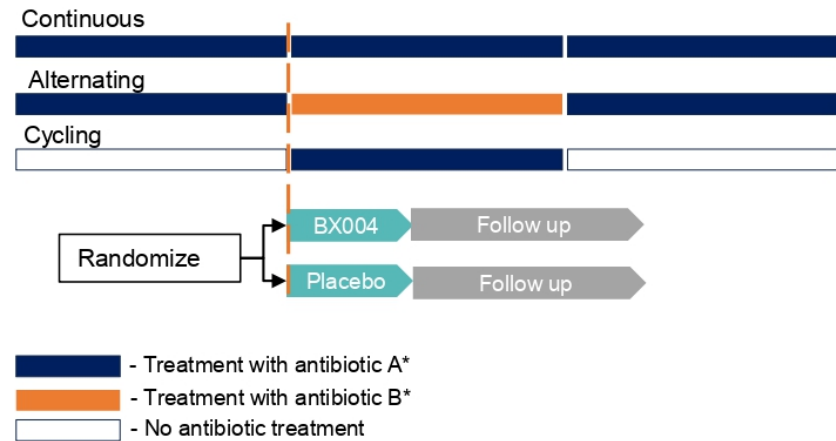 Continuous
Alternating
Cycling
BX004
Follow up
Randomize
Placebo
Follow up
- Treatment with antibiotic A*
- Treatment with antibiotic B*
- No antibiotic treatment